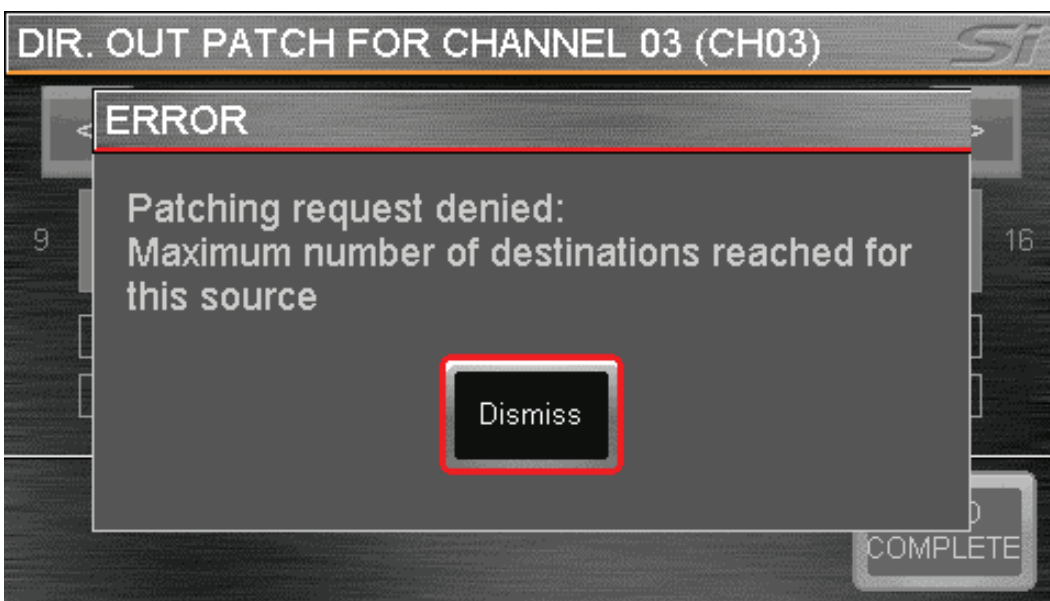 DIR. OUT PATCH FOR CHANNEL 03 (CH03)
Si
<
ERROR
>
Patching request denied:
Maximum number of destinations reached for
this source
9
16
Dismiss
COMPLETE